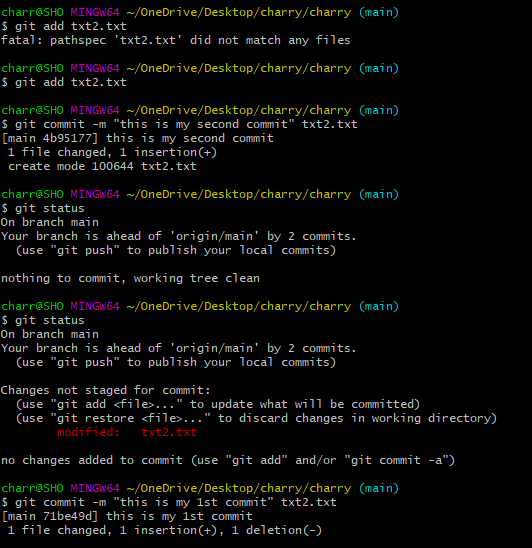 charr@SHO MINGW64 ~/OneDrive/Desktop/charry/charry (main)
$ git add txt2.txt
fatal: pathspec 'txt2.txt' did not match any files
charr@SHO MINGW64 ~/OneDrive/Desktop/charry/charry (main)
$ git add txt2.txt
charr@SHO MINGW64 ~/OneDrive/Desktop/charry/charry (main)
$ git commit -m "this is my second commit" txt2.txt
[main 4b95177] this is my second commit
1 file changed, 1 insertion(+)
create mode 100644 txt2.txt
charr@SHO MINGW64 ~/OneDrive/Desktop/charry/charry (main)
$ git status
On branch main
Your branch is ahead of 'origin/main' by 2 commits.
(use "git push" to publish your local commits)
nothing to commit, working tree clean
charr@SHO MINGW64 ~/OneDrive/Desktop/charry/charry (main)
$ git status
On branch main
Your branch is ahead of 'origin/main' by 2 commits.
(use "git push" to publish your local commits)
Changes not staged for commit:
(use "git add <file>..." to update what will be committed)
(use "git restore <file>..." to discard changes in working directory)
modified: txt2.txt
no changes added to commit (use "git add" and/or "git commit -a")
charr@SHO MINGW64 ~/OneDrive/Desktop/charry/charry (main)
$ git commit -m "this is my 1st commit" txt2.txt
[main 71be49d] this is my 1st commit
1 file changed, 1 insertion(+), 1 deletion(-)